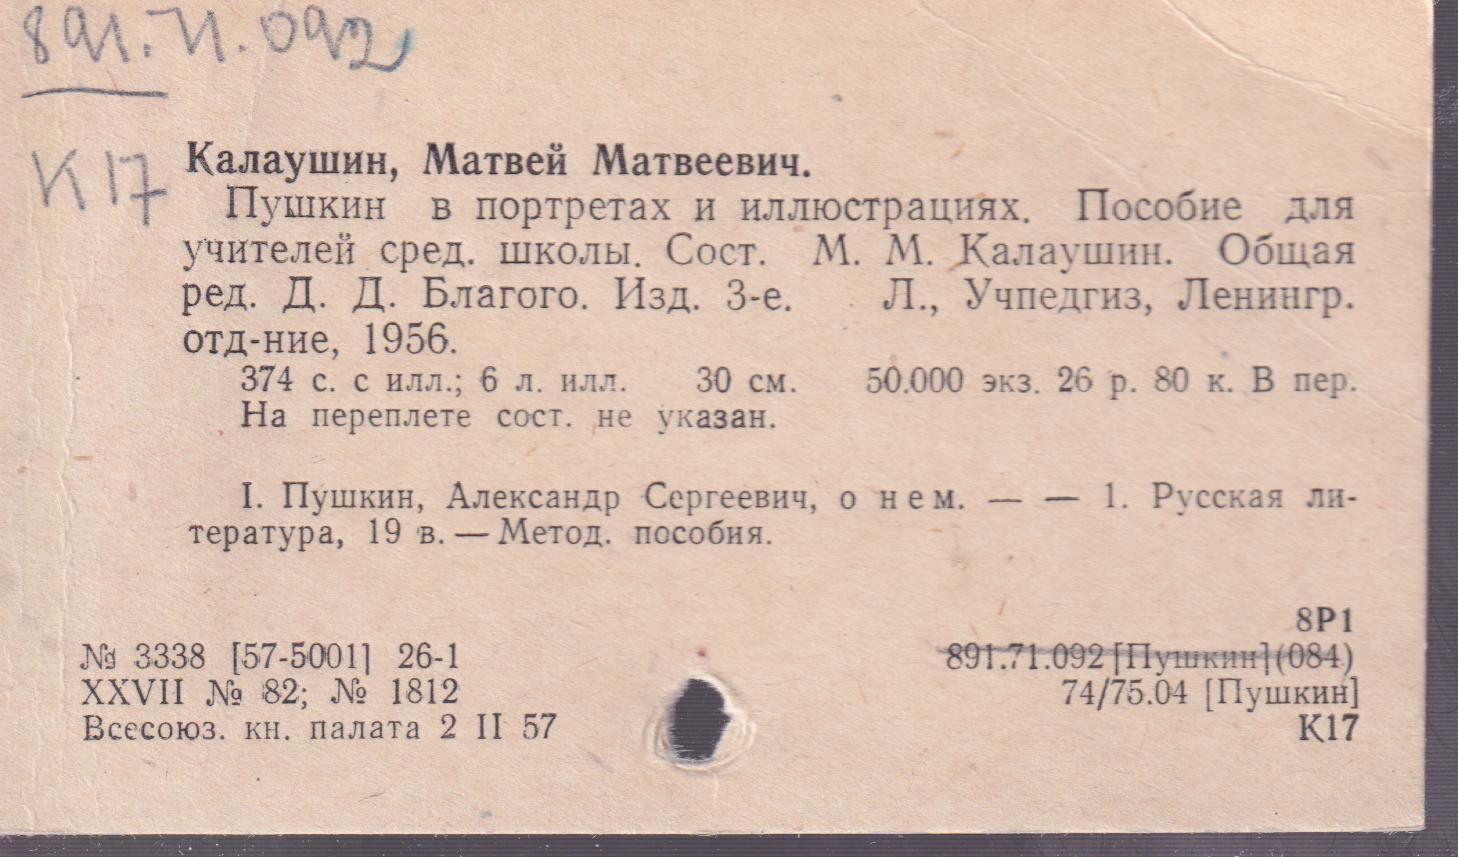 891.71.092
К17
Калаушин, Матвей Матвеевич.
Пушкин в портретах и иллюстрациях. Пособие для
учителей сред. школы. Сост. М. М. Калаушин. Общая
ред. Д. Д. Благого. Изд. 3-е. Л., Учпедгиз, Ленингр.
отд-ние, 1956.
374 с. с илл.; 6 л. илл. 30 см. 50.000 экз. 26 р. 80 к. В пер.
На переплете сост. не указан.
I. Пушкин, Александр Сергеевич, о нем. — — 1. Русская ли-
тература, 19 в. — Метод. пособия.
8Р1
№ 3338 [57-5001] 26-1 891.71.092 [Пушкин] (084)
XXVII № 82; № 1812 74/75.04 [Пушкин]
Всесоюз. кн. палата 2 II 57 К17